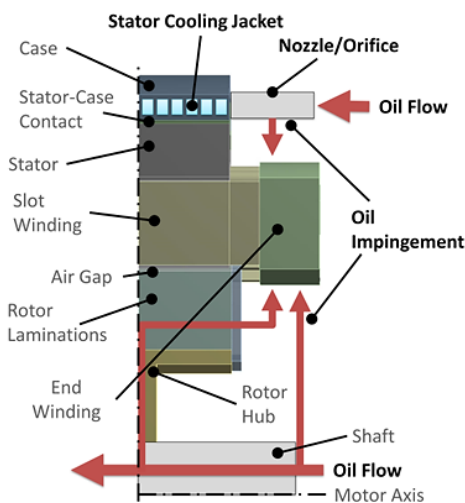 Stator Cooling Jacket
Case
Nozzle/Orifice
Stator-Case
Contact
Oil Flow
Stator
Slot
Winding
Oil
Impingement
Air Gap
Rotor
Laminations
End
Winding
Rotor
Hub
Shaft
Oil Flow
Motor Axis